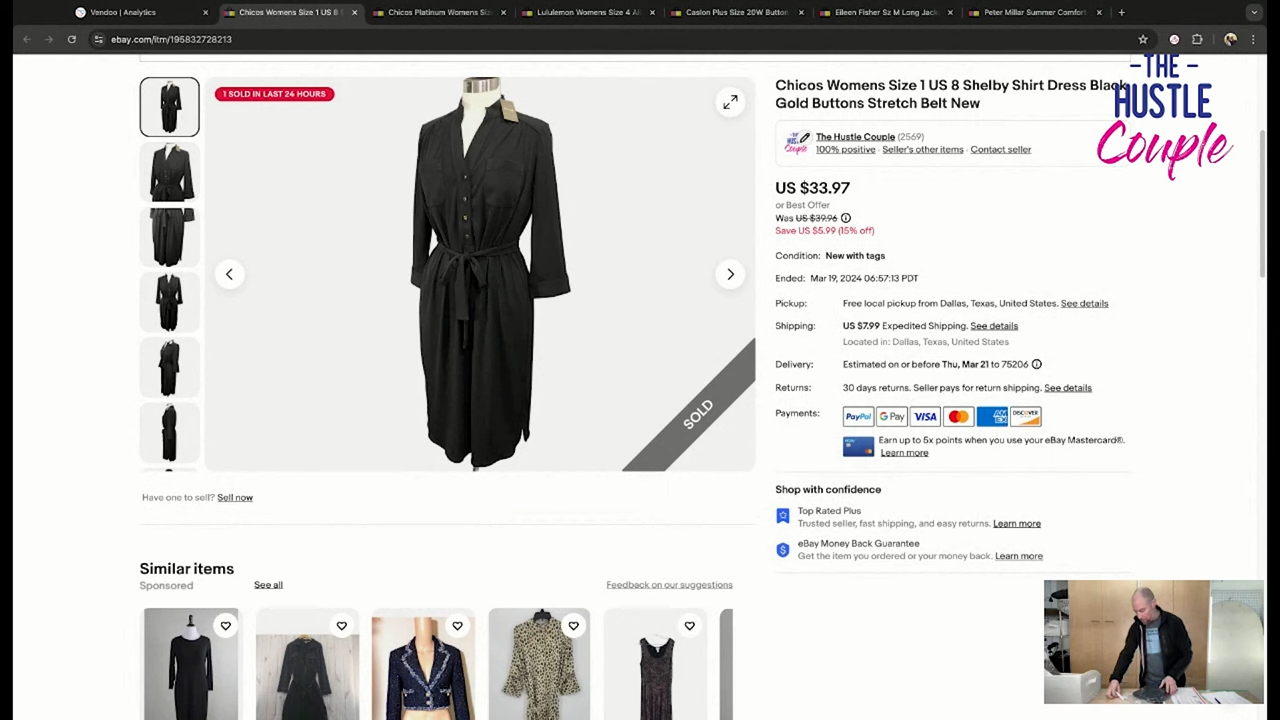 Vendoo | Analytics
Chicos Womens Size 1 US 8 S
Chicos Platinum Womens Siz
Lululemon Womens Size 4 Al
Caslon Plus Size 20W Button
Eileen Fisher Sz M Long Jack
Peter Millar Summer Comfort
ebay.com/itm/195832728213
-THE-
HUSTLE
Couple
1 SOLD IN LAST 24 HOURS
SOLD
Chicos Womens Size 1 US 8 Shelby Shirt Dress Black
Gold Buttons Stretch Belt New
The Hustle Couple (2569)
100% positive · Seller's other items · Contact seller
US $33.97
or Best Offer
Was US $39.96
Save US $5.99 (15% off)
Condition: New with tags
Ended: Mar 19, 2024 06:57:13 PDT
Pickup: Free local pickup from Dallas, Texas, United States. See details
Shipping: US $7.99 Expedited Shipping. See details
Located in: Dallas, Texas, United States
Delivery: Estimated on or before Thu, Mar 21 to 75206
Returns: 30 days returns. Seller pays for return shipping. See details
Payments: PayPal G Pay VISA AM EX DISCOVER
Earn up to 5x points when you use your eBay Mastercard®.
Learn more
Have one to sell? Sell now
Shop with confidence
Top Rated Plus
Trusted seller, fast shipping, and easy returns. Learn more
eBay Money Back Guarantee
Get the item you ordered or your money back. Learn more
Similar items
Sponsored
See all
Feedback on our suggestions